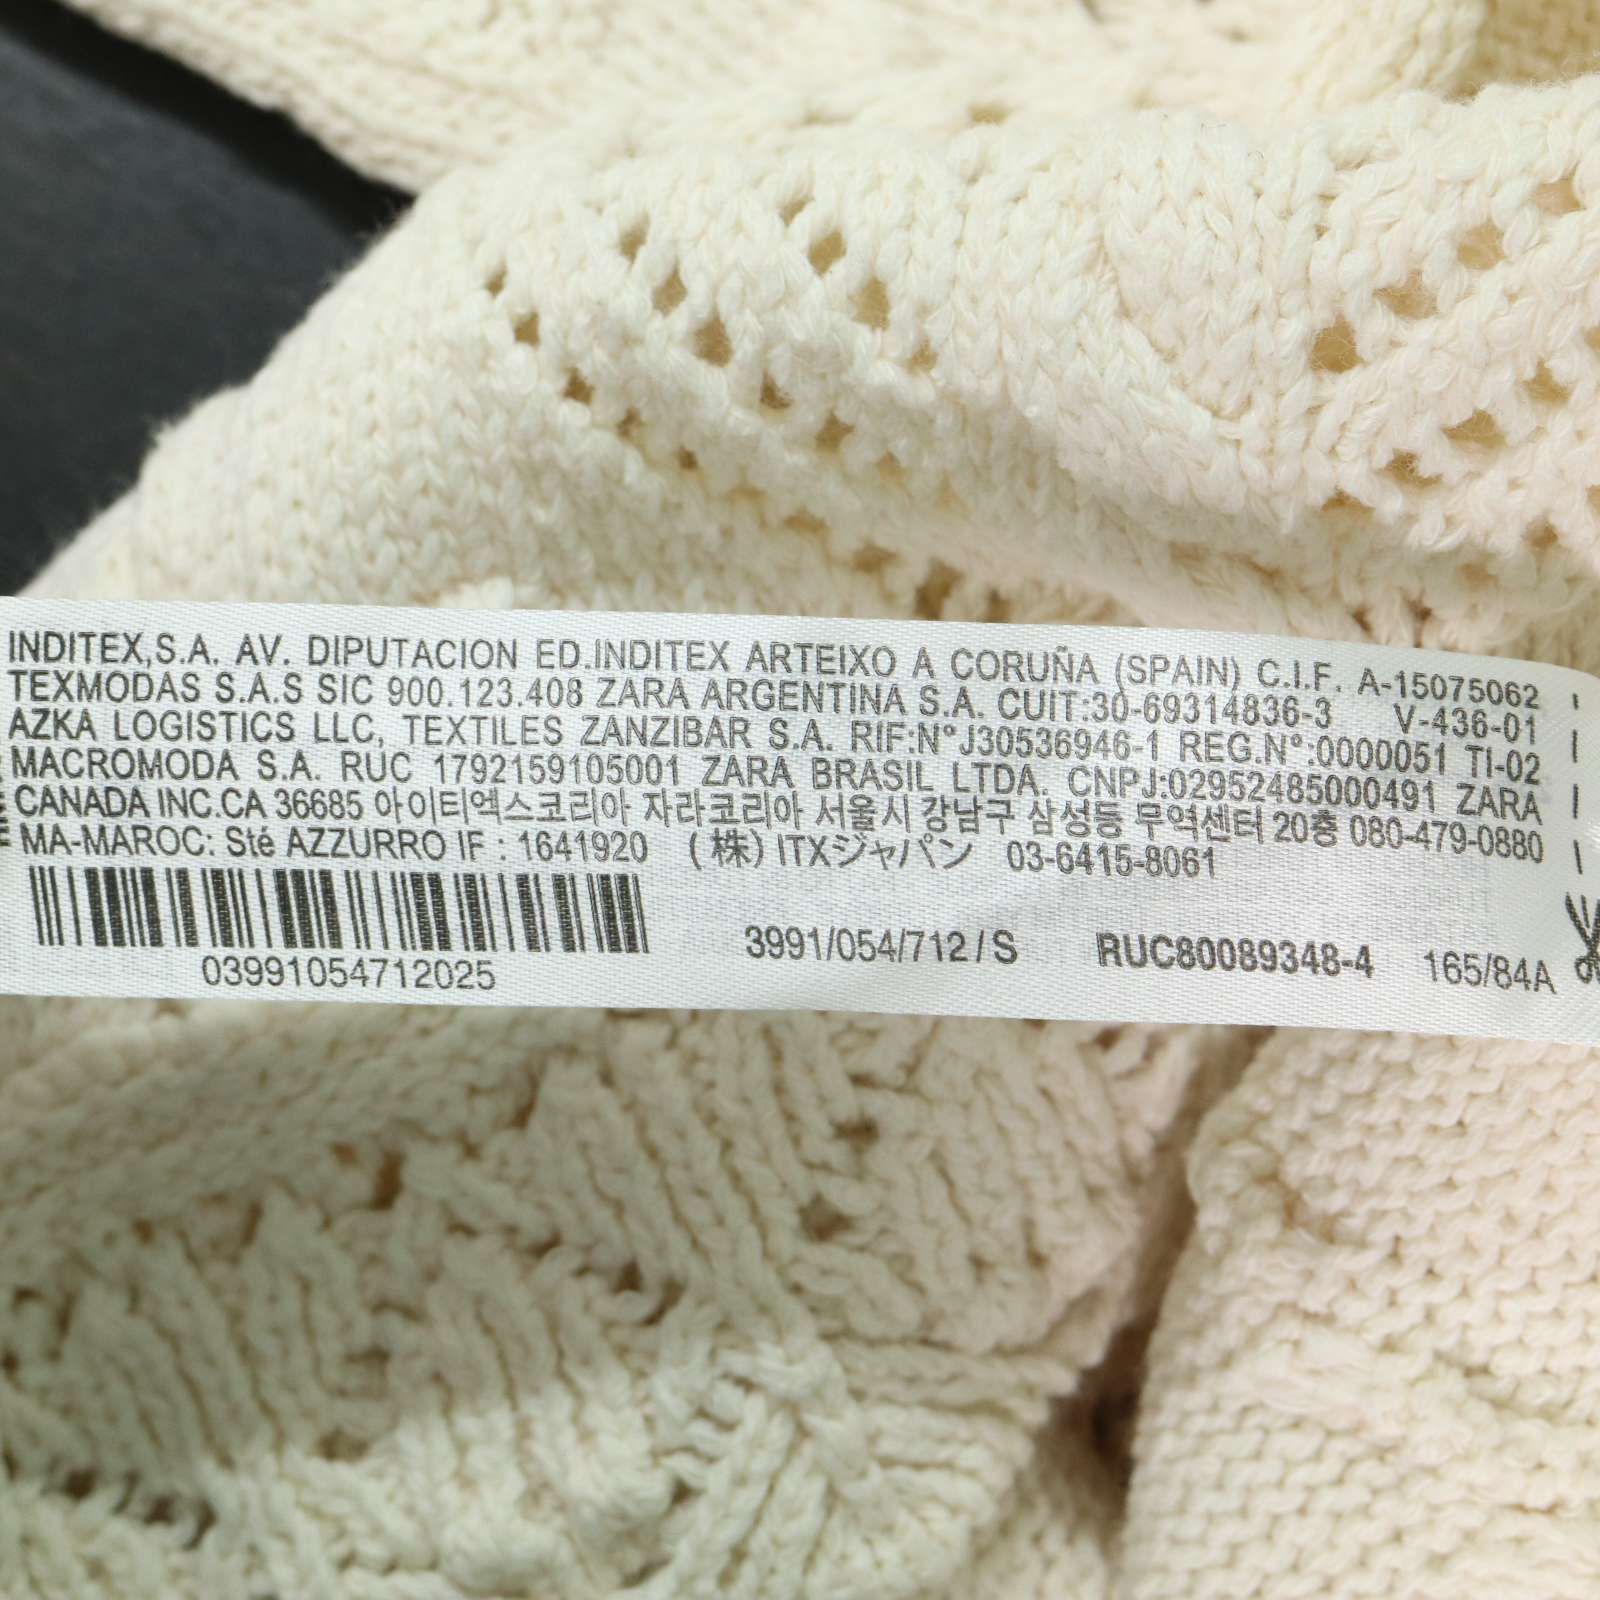 INDITEX,S.A. AV. DIPUTACION ED.INDITEX ARTEIXO A CORUÑA (SPAIN) C.I.F. A-15075062
TEXMODAS S.A.S SIC 900.123.408 ZARA ARGENTINA S.A. CUIT:30-69314836-3 V-436-01
AZKA LOGISTICS LLC, TEXTILES ZANZIBAR S.A. RIF:N°J30536946-1 REG.N°:0000051 TI-02
MACROMODA S.A. RUC 1792159105001 ZARA BRASIL LTDA. CNPJ:02952485000491 ZARA
CANADA INC.CA 36685 아이티엑스코리아 자라코리아 서울시 강남구 삼성동 무역센터 20층 080-479-0880
MA-MAROC: Sté AZZURRO IF : 1641920 (株) ITXジャパン 03-6415-8061
03991054712025
3991/054/712/S
RUC80089348-4
165/84A